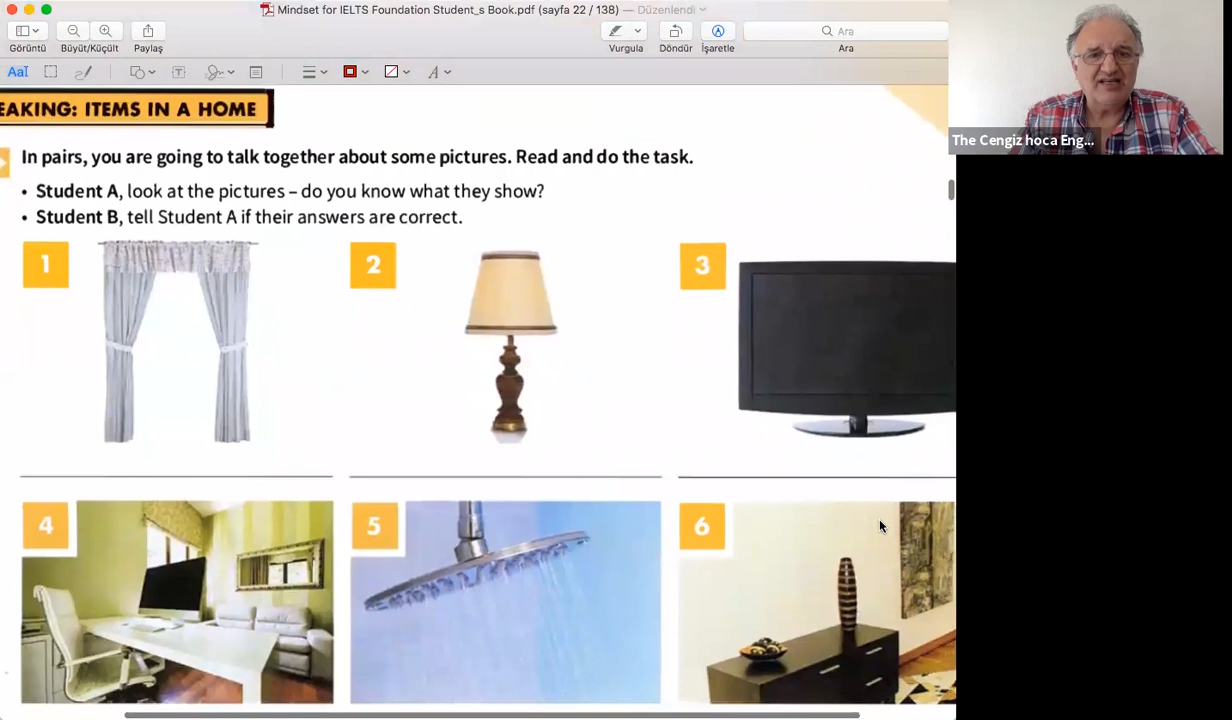 Mindset for IELTS Foundation Student_s Book.pdf (sayfa 22 / 138) — Düzenlendi
Görüntü
Büyüt/Küçült
Paylaş
Vurgula
Döndür
İşaretle
Ara
Ara
AaI
T
A
EAKING: ITEMS IN A HOME
The Cengiz hoca Eng...
In pairs, you are going to talk together about some pictures. Read and do the task.
• Student A, look at the pictures – do you know what they show?
• Student B, tell Student A if their answers are correct.
1
2
3
4
5
6